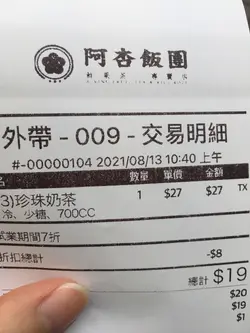 阿杏飯團
外帶 - 009 - 交易明細
#-00000104 2021/08/13 10:40 上午
名 數量 單價 金額
3)珍珠奶茶 1 $27 $27 TX
冷、少糖、700CC
試業期間7折
折扣總計 -$8
總計 $19
$20
$19
$1